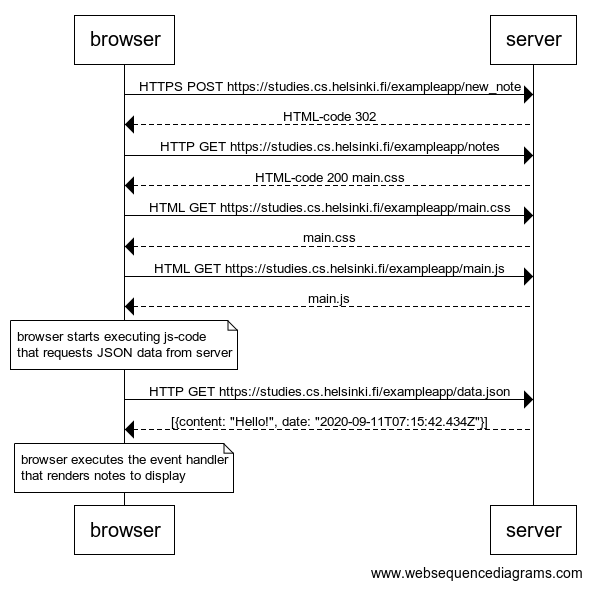 browser
server
HTTPS POST https://studies.cs.helsinki.fi/exampleapp/new_note
HTML-code 302
HTTP GET https://studies.cs.helsinki.fi/exampleapp/notes
HTML-code 200 main.css
HTML GET https://studies.cs.helsinki.fi/exampleapp/main.css
main.css
HTML GET https://studies.cs.helsinki.fi/exampleapp/main.js
main.js
browser starts executing js-code
that requests JSON data from server
HTTP GET https://studies.cs.helsinki.fi/exampleapp/data.json
[{content: "Hello!", date: "2020-09-11T07:15:42.434Z"}]
browser executes the event handler
that renders notes to display
browser
server
www.websequencediagrams.com